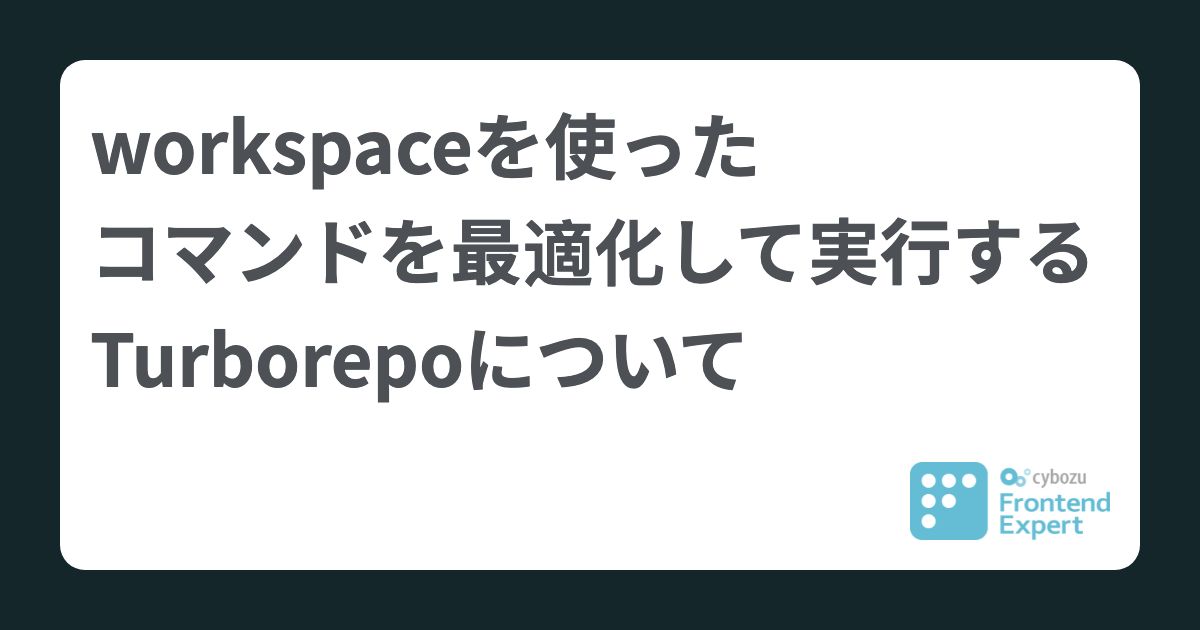 workspaceを使った
コマンドを最適化して実行する
Turborepoについて
cybozu
Frontend
Expert